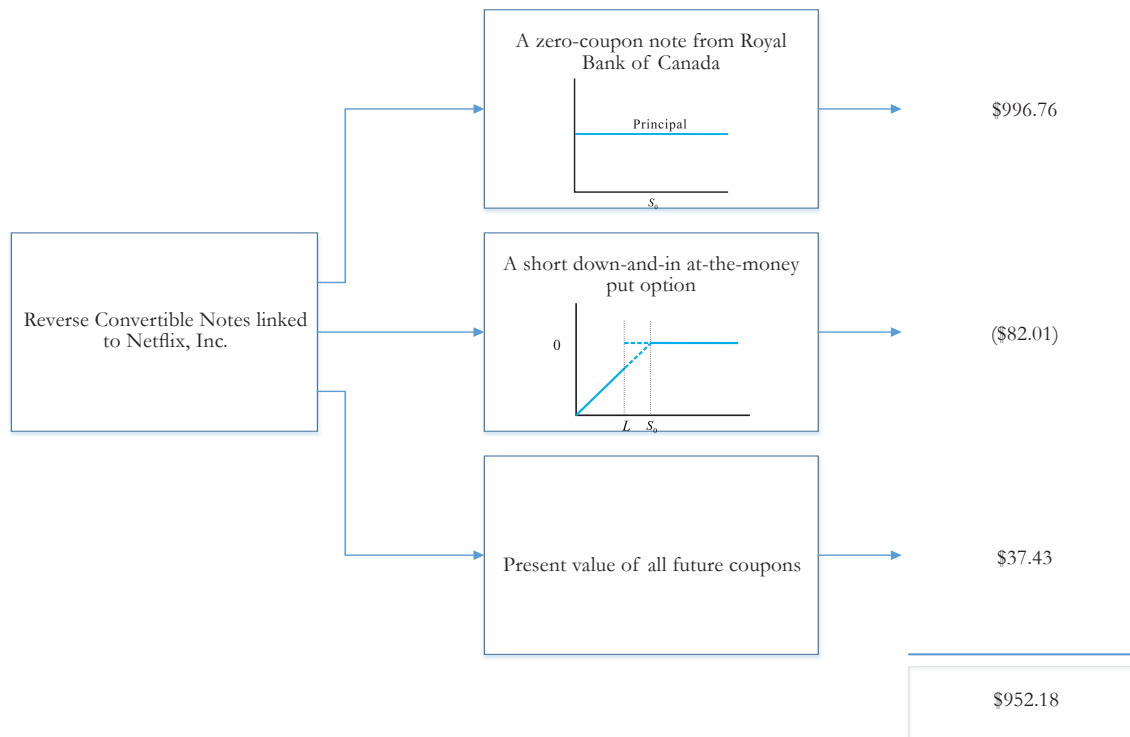 A zero-coupon note from Royal
Bank of Canada
Principal
S₀
$996.76
Reverse Convertible Notes linked
to Netflix, Inc.
A short down-and-in at-the-money
put option
0
L S₀
($82.01)
Present value of all future coupons
$37.43
$952.18